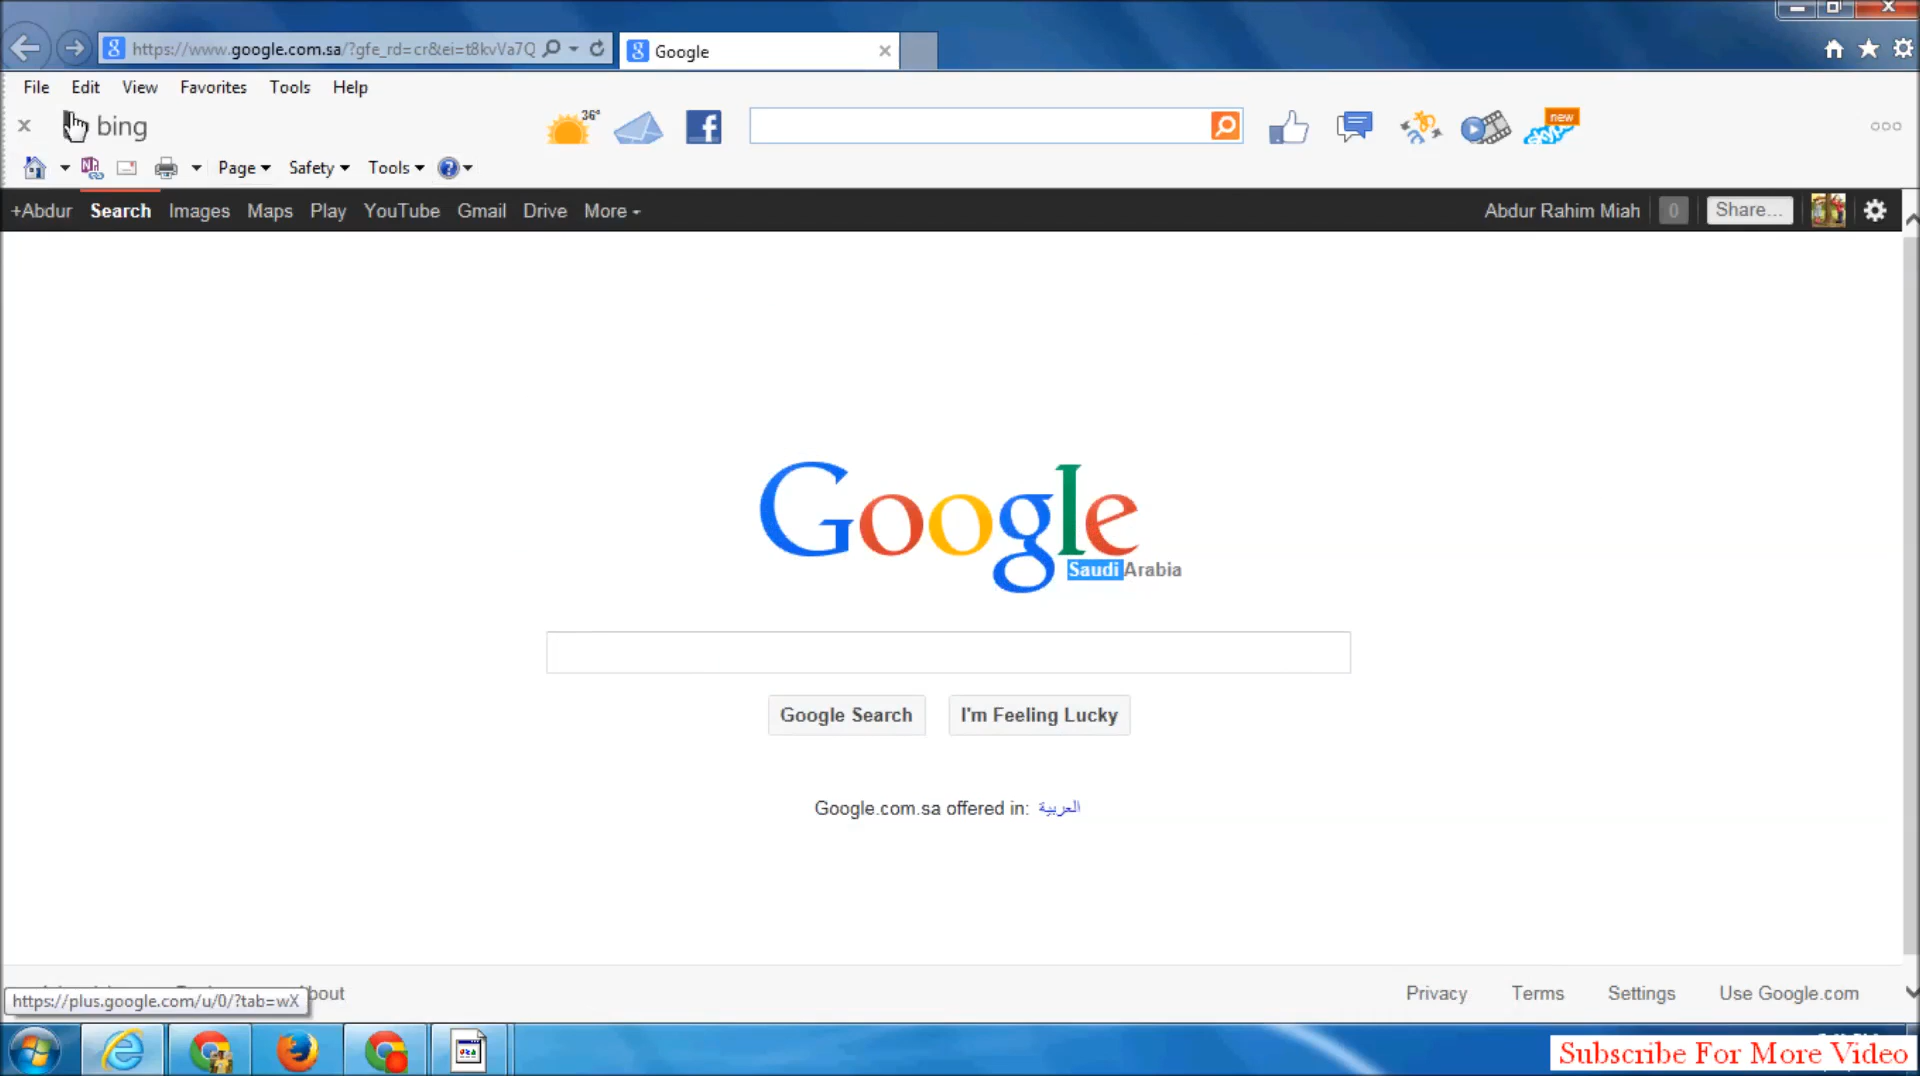 https://www.google.com.sa/?gfe_rd=cr&ei=t8kvVa7Q
Google
File Edit View Favorites Tools Help
bing
36°
new
skype
Page Safety Tools
+Abdur Search Images Maps Play YouTube Gmail Drive More
Abdur Rahim Miah 0 Share...
Google
Saudi Arabia
Google Search I'm Feeling Lucky
Google.com.sa offered in: العربية
https://plus.google.com/u/0/?tab=wX
bout
Privacy Terms Settings Use Google.com
Subscribe For More Video